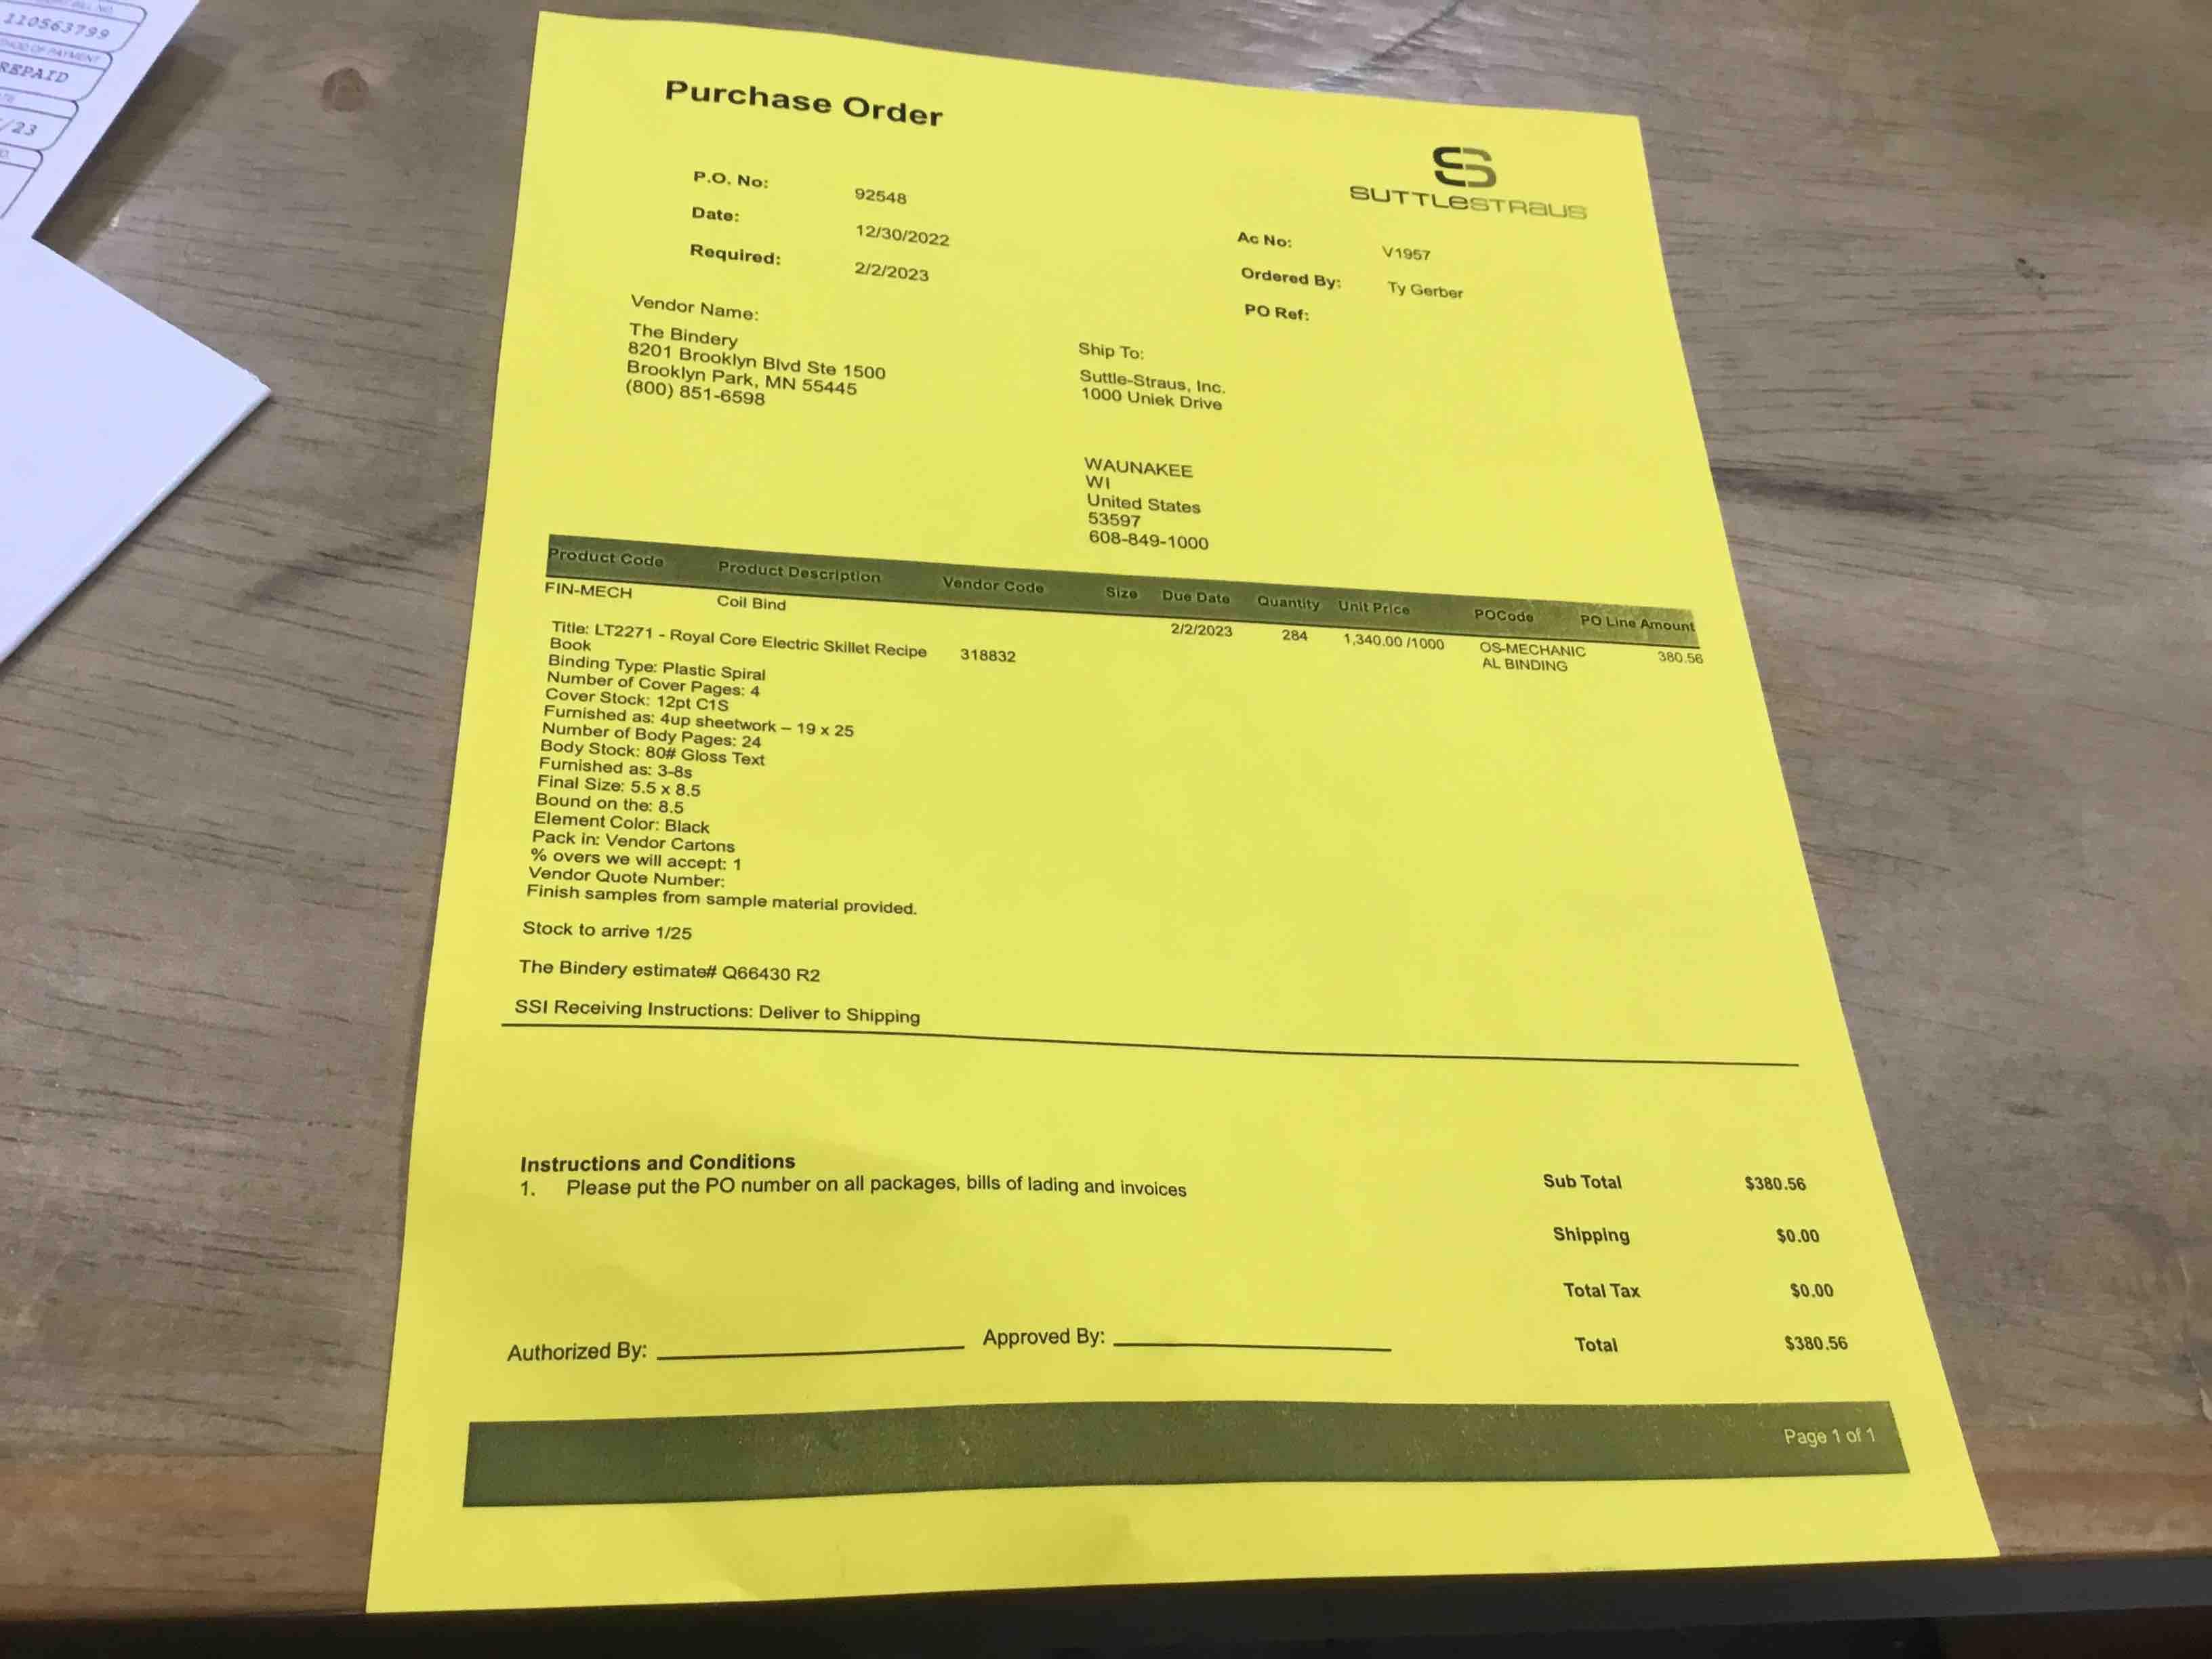 110563799
METHOD OF PAYMENT
REPAID
/23
Purchase Order
SUTTLESTRAUS
P.O. No: 92548
Date: 12/30/2022
Required: 2/2/2023
Ac No: V1957
Ordered By: Ty Gerber
PO Ref:
Vendor Name:
The Bindery
8201 Brooklyn Blvd Ste 1500
Brooklyn Park, MN 55445
(800) 851-6598
Ship To:
Suttle-Straus, Inc.
1000 Uniek Drive
WAUNAKEE
WI
United States
53597
608-849-1000
Product Code Product Description Vendor Code Size Due Date Quantity Unit Price POCode PO Line Amount
FIN-MECH Coil Bind 2/2/2023 284 1,340.00 /1000 OS-MECHANIC 380.56
AL BINDING
Title: LT2271 - Royal Core Electric Skillet Recipe 318832
Book
Binding Type: Plastic Spiral
Number of Cover Pages: 4
Cover Stock: 12pt C1S
Furnished as: 4up sheetwork – 19 x 25
Number of Body Pages: 24
Body Stock: 80# Gloss Text
Furnished as: 3-8s
Final Size: 5.5 x 8.5
Bound on the: 8.5
Element Color: Black
Pack in: Vendor Cartons
% overs we will accept: 1
Vendor Quote Number:
Finish samples from sample material provided.
Stock to arrive 1/25
The Bindery estimate# Q66430 R2
SSI Receiving Instructions: Deliver to Shipping
Instructions and Conditions
1. Please put the PO number on all packages, bills of lading and invoices
Sub Total $380.56
Shipping $0.00
Total Tax $0.00
Total $380.56
Authorized By:
Approved By:
Page 1 of 1